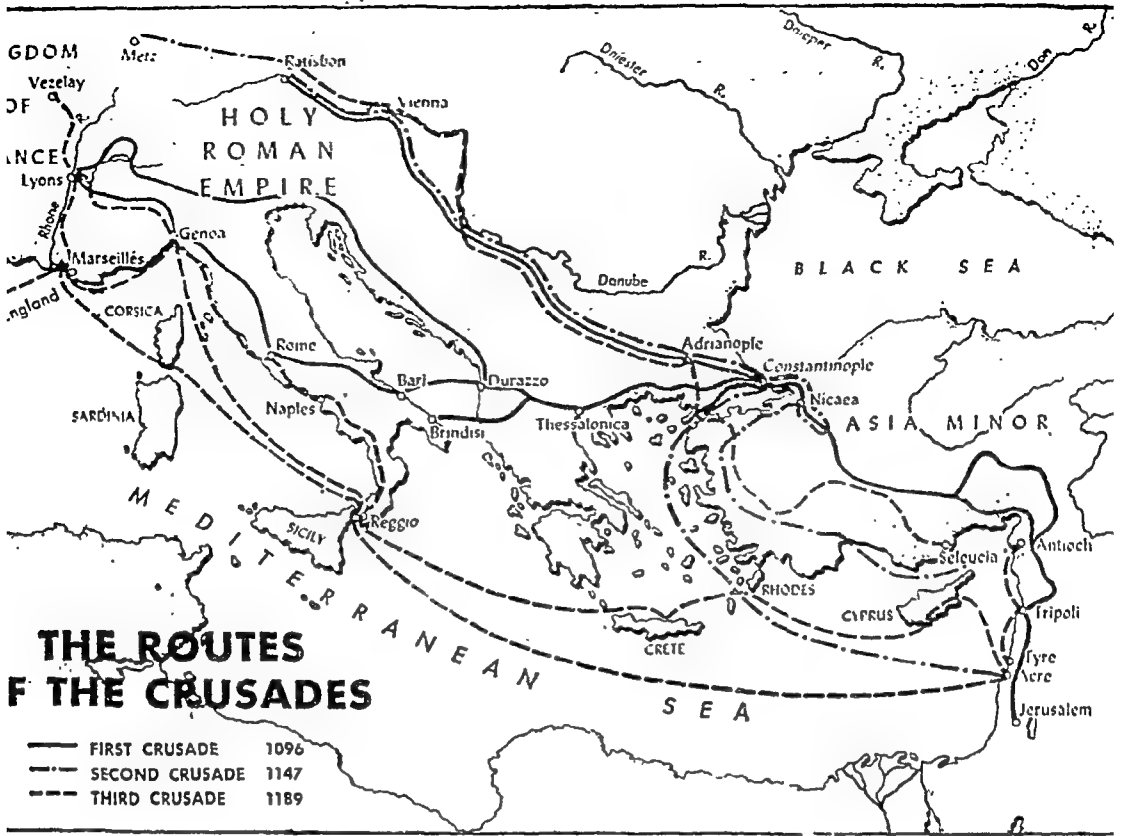 GDOM
Metz
Vezelay
OF
ANCE
R.
Lyons
Rhone
Marseilles
ngland
Ratisbon
Vienna
HOLY
ROMAN
EMPIRE
Dniester
R.
Dnieper
R.
Don
R.
Genoa
CORSICA
SARDINIA
Rome
Naples
Bari
Brindisi
Durazzo
Danube
R.
BLACK SEA
Adrianople
Constantinople
Nicaea
Thessalonica
ASIA MINOR
Reggio
SICILY
MEDITERRANEAN SEA
CRETE
RHODES
CYPRUS
Seleucia
Antioch
Tripoli
Tyre
Acre
Jerusalem
THE ROUTES
F THE CRUSADES
FIRST CRUSADE 1096
SECOND CRUSADE 1147
THIRD CRUSADE 1189